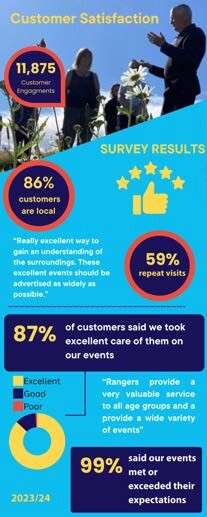 Customer Satisfaction
11,875
Customer
Engagments
SURVEY RESULTS
86%
customers
are local
"Really excellent way to
gain an understanding of
the surroundings. These
excellent events should be
advertised as widely as
possible."
59%
repeat visits
87%
of customers said we took
excellent care of them on
our events
Excellent
Good
Poor
"Rangers provide a
very valuable service
to all age groups and a
provide a wide variety
of events"
99%
said our events
met or
exceeded their
expectations
2023/24